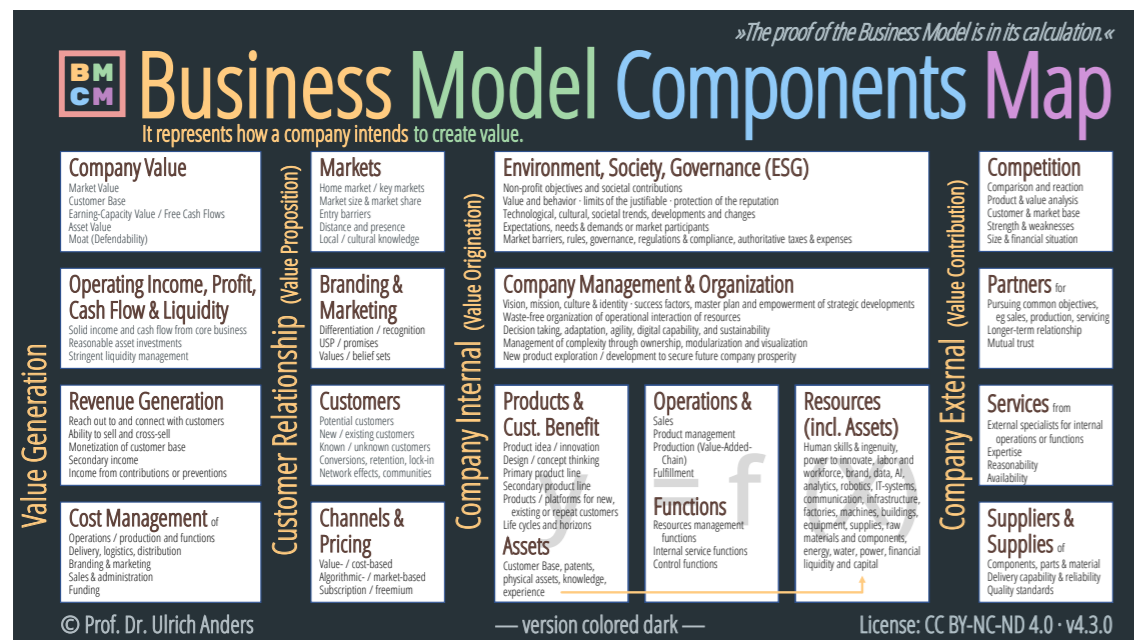 »The proof of the Business Model is in its calculation.«
BM
CM
Business Model Components Map
It represents how a company intends to create value.
Value Generation
Company Value
Market Value
Customer Base
Earning-Capacity Value / Free Cash Flows
Asset Value
Moat (Defendability)
Operating Income, Profit,
Cash Flow & Liquidity
Solid income and cash flow from core business
Reasonable asset investments
Stringent liquidity management
Revenue Generation
Reach out to and connect with customers
Ability to sell and cross-sell
Monetization of customer base
Secondary income
Income from contributions or preventions
Cost Management of
Operations / production and functions
Delivery, logistics, distribution
Branding & marketing
Sales & administration
Funding
Customer Relationship (Value Proposition)
Markets
Home market / key markets
Market size & market share
Entry barriers
Distance and presence
Local / cultural knowledge
Branding &
Marketing
Differentiation / recognition
USP / promises
Values / belief sets
Customers
Potential customers
New / existing customers
Known / unknown customers
Conversions, retention, lock-in
Network effects, communities
Channels &
Pricing
Value- / cost-based
Algorithmic- / market-based
Subscription / freemium
Company Internal (Value Origination)
Environment, Society, Governance (ESG)
Non-profit objectives and societal contributions
Value and behavior · limits of the justifiable · protection of the reputation
Technological, cultural, societal trends, developments and changes
Expectations, needs & demands or market participants
Market barriers, rules, governance, regulations & compliance, authoritative taxes & expenses
Company Management & Organization
Vision, mission, culture & identity · success factors, master plan and empowerment of strategic developments
Waste-free organization of operational interaction of resources
Decision taking, adaptation, agility, digital capability, and sustainability
Management of complexity through ownership, modularization and visualization
New product exploration / development to secure future company prosperity
Products &
Cust. Benefit
Product idea / innovation
Design / concept thinking
Primary product line
Secondary product line
Products / platforms for new,
existing or repeat customers
Life cycles and horizons
Assets
Customer Base, patents,
physical assets, knowledge,
experience
Operations &
Sales
Product management
Production (Value-Added-
Chain)
Fulfillment
Functions
Resources management
functions
Internal service functions
Control functions
Resources
(incl. Assets)
Human skills & ingenuity,
power to innovate, labor and
workforce, brand, data, AI,
analytics, robotics, IT-systems,
communication, infrastructure,
factories, machines, buildings,
equipment, supplies, raw
materials and components,
energy, water, power, financial
liquidity and capital
y = f (x)
Company External (Value Contribution)
Competition
Comparison and reaction
Product & value analysis
Customer & market base
Strength & weaknesses
Size & financial situation
Partners for
Pursuing common objectives,
eg sales, production, servicing
Longer-term relationship
Mutual trust
Services from
External specialists for internal
operations or functions
Expertise
Reasonability
Availability
Suppliers &
Supplies of
Components, parts & material
Delivery capability & reliability
Quality standards
© Prof. Dr. Ulrich Anders
— version colored dark —
License: CC BY-NC-ND 4.0 · v4.3.0